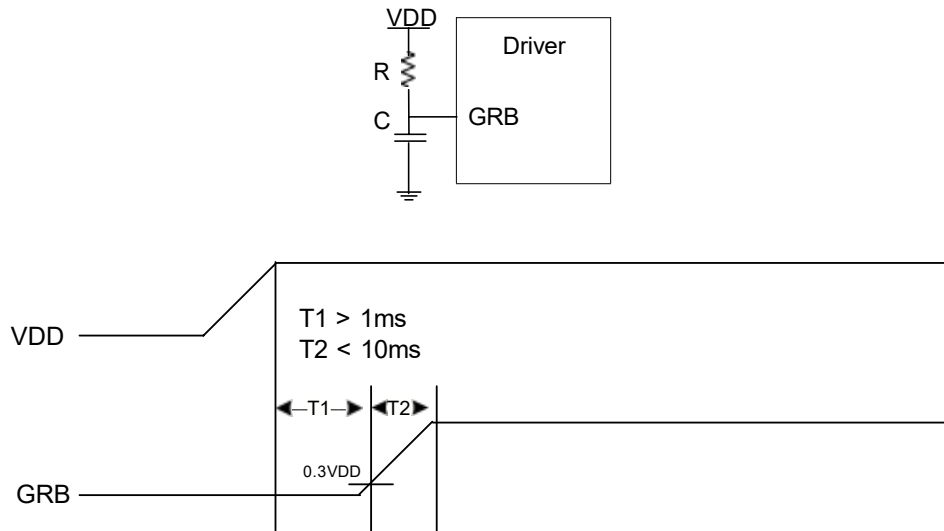 VDD
Driver
R
C
GRB
VDD
T1 > 1ms
T2 < 10ms
T1
T2
0.3VDD
GRB